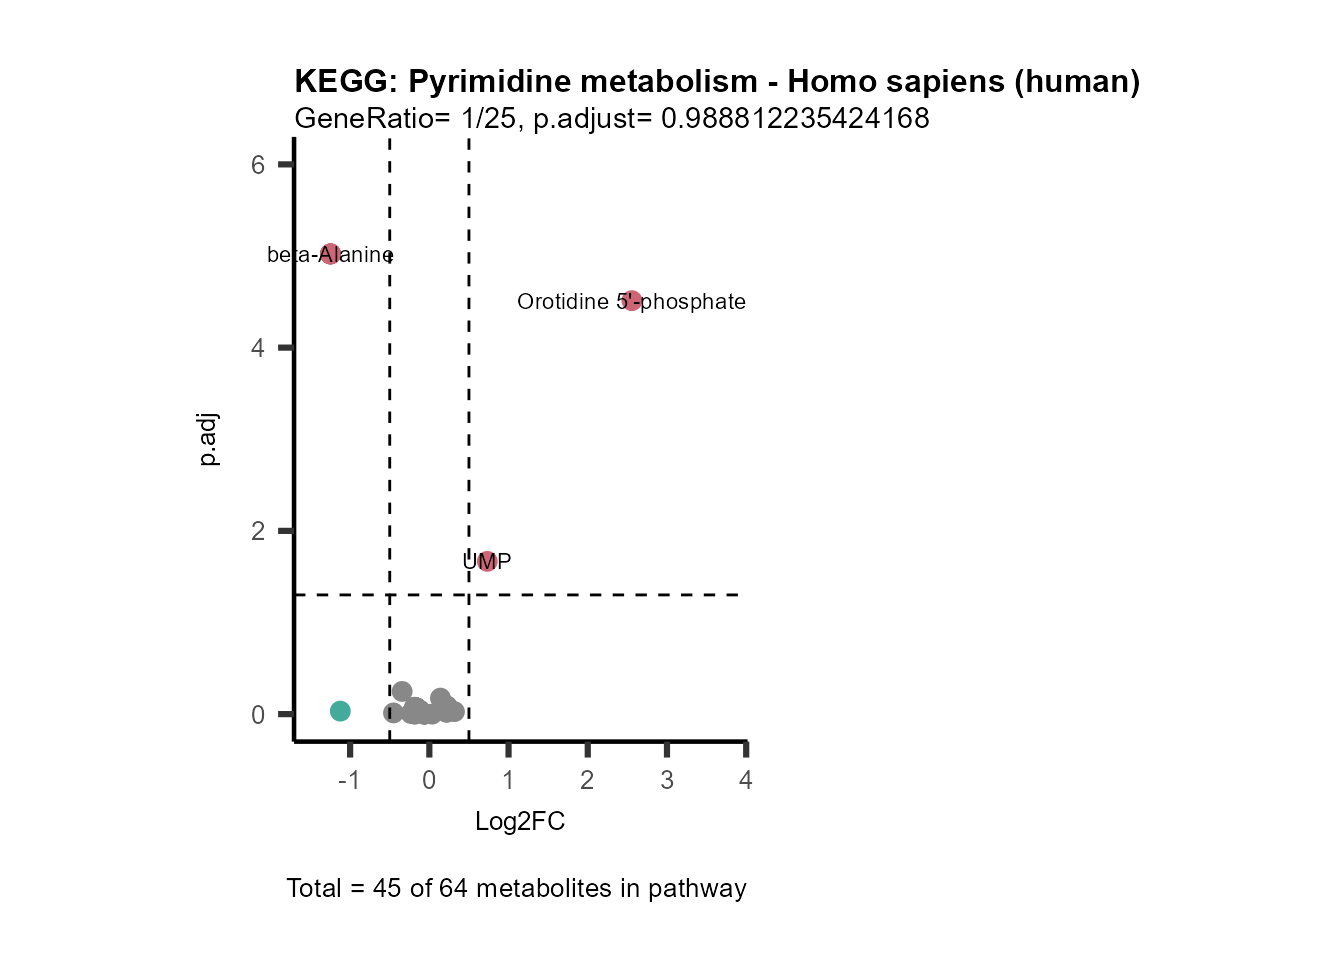 KEGG: Pyrimidine metabolism - Homo sapiens (human)
GeneRatio= 1/25, p.adjust= 0.988812235424168
6
beta-Alanine
Orotidine 5'-phosphate
4
p.adj
2
UMP
0
-1 0 1 2 3 4
Log2FC
Total = 45 of 64 metabolites in pathway